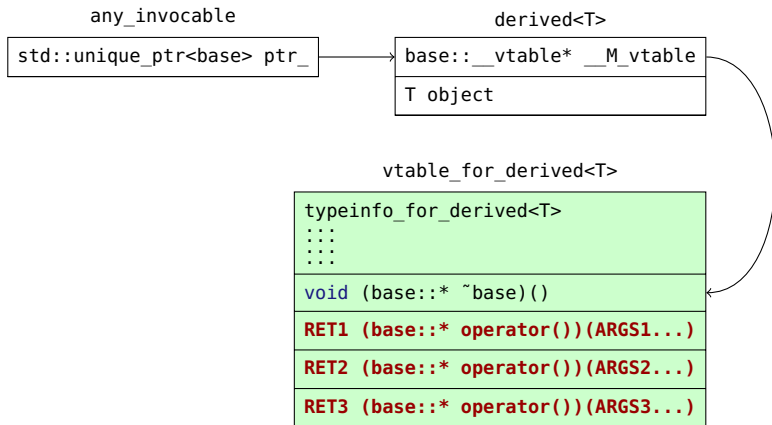 any_invocable
derived<T>
std::unique_ptr<base> ptr_
base::__vtable* __M_vtable
T object
vtable_for_derived<T>
typeinfo_for_derived<T>
...
...
...
void (base::* ˜base)()
RET1 (base::* operator())(ARGS1...)
RET2 (base::* operator())(ARGS2...)
RET3 (base::* operator())(ARGS3...)